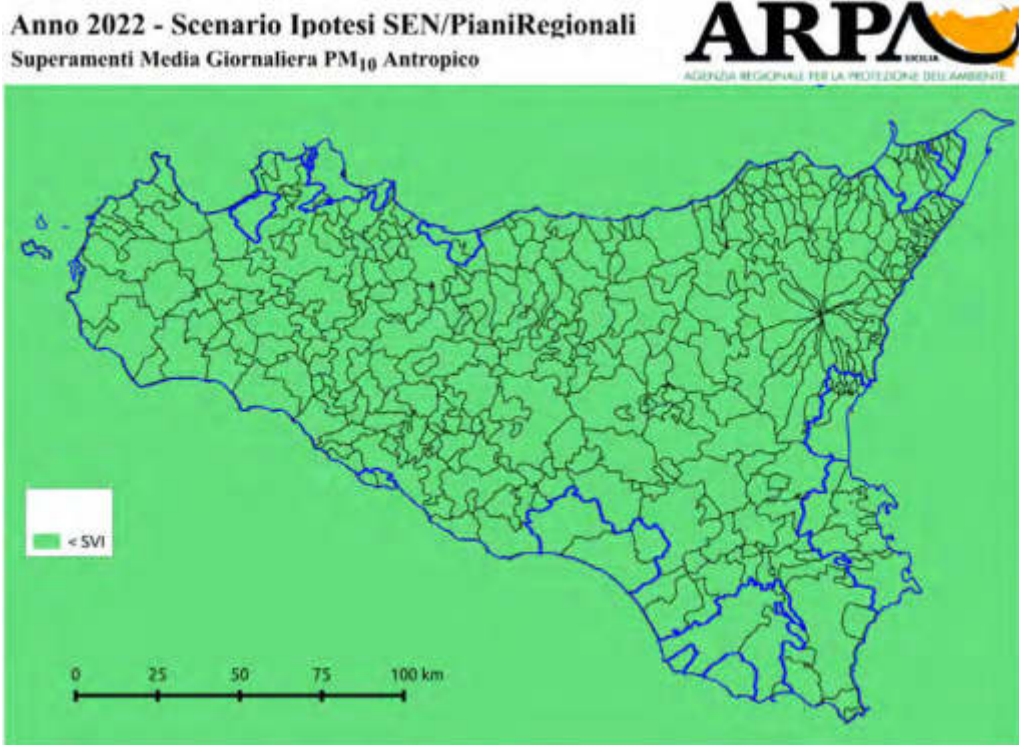 Anno 2022 - Scenario Ipotesi SEN/PianiRegionali
Superamenti Media Giornaliera PM₁₀ Antropico
ARPA
SICILIA
AGENZIA REGIONALE PER LA PROTEZIONE DELL'AMBIENTE
< SVI
0 25 50 75 100 km